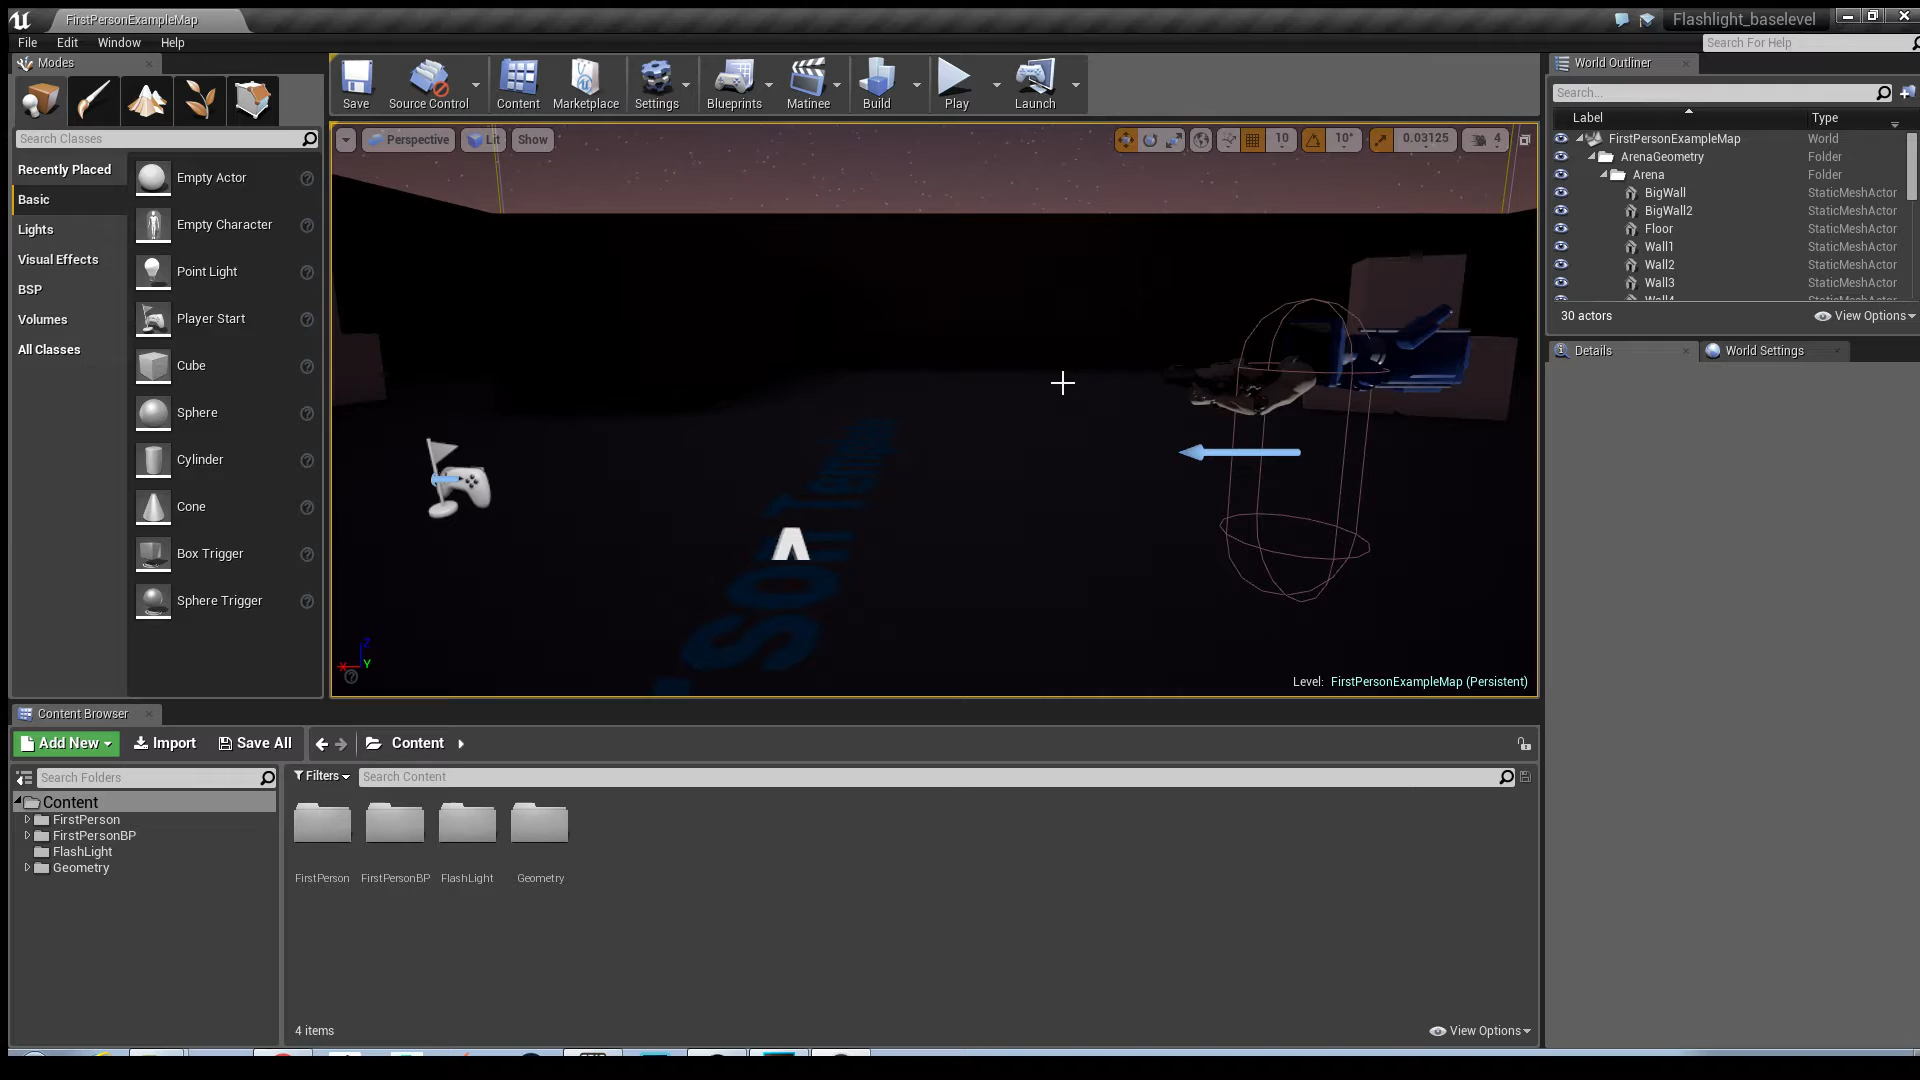 FirstPersonExampleMap
Flashlight_baselevel
File Edit Window Help
Search For Help
Modes
Search Classes
Recently Placed
Basic
Lights
Visual Effects
BSP
Volumes
All Classes
Empty Actor
Empty Character
Point Light
Player Start
Cube
Sphere
Cylinder
Cone
Box Trigger
Sphere Trigger
Save
Source Control
Content
Marketplace
Settings
Blueprints
Matinee
Build
Play
Launch
Perspective Lit Show
10 10° 0.03125 4
Z
X Y
Level: FirstPersonExampleMap (Persistent)
World Outliner
Search...
Label Type
FirstPersonExampleMap World
ArenaGeometry Folder
Arena Folder
BigWall StaticMeshActor
BigWall2 StaticMeshActor
Floor StaticMeshActor
Wall1 StaticMeshActor
Wall2 StaticMeshActor
Wall3 StaticMeshActor
30 actors View Options
Details World Settings
Content Browser
Add New Import Save All Content
Search Folders
Content
FirstPerson
FirstPersonBP
FlashLight
Geometry
Filters Search Content
FirstPerson FirstPersonBP FlashLight Geometry
4 items View Options